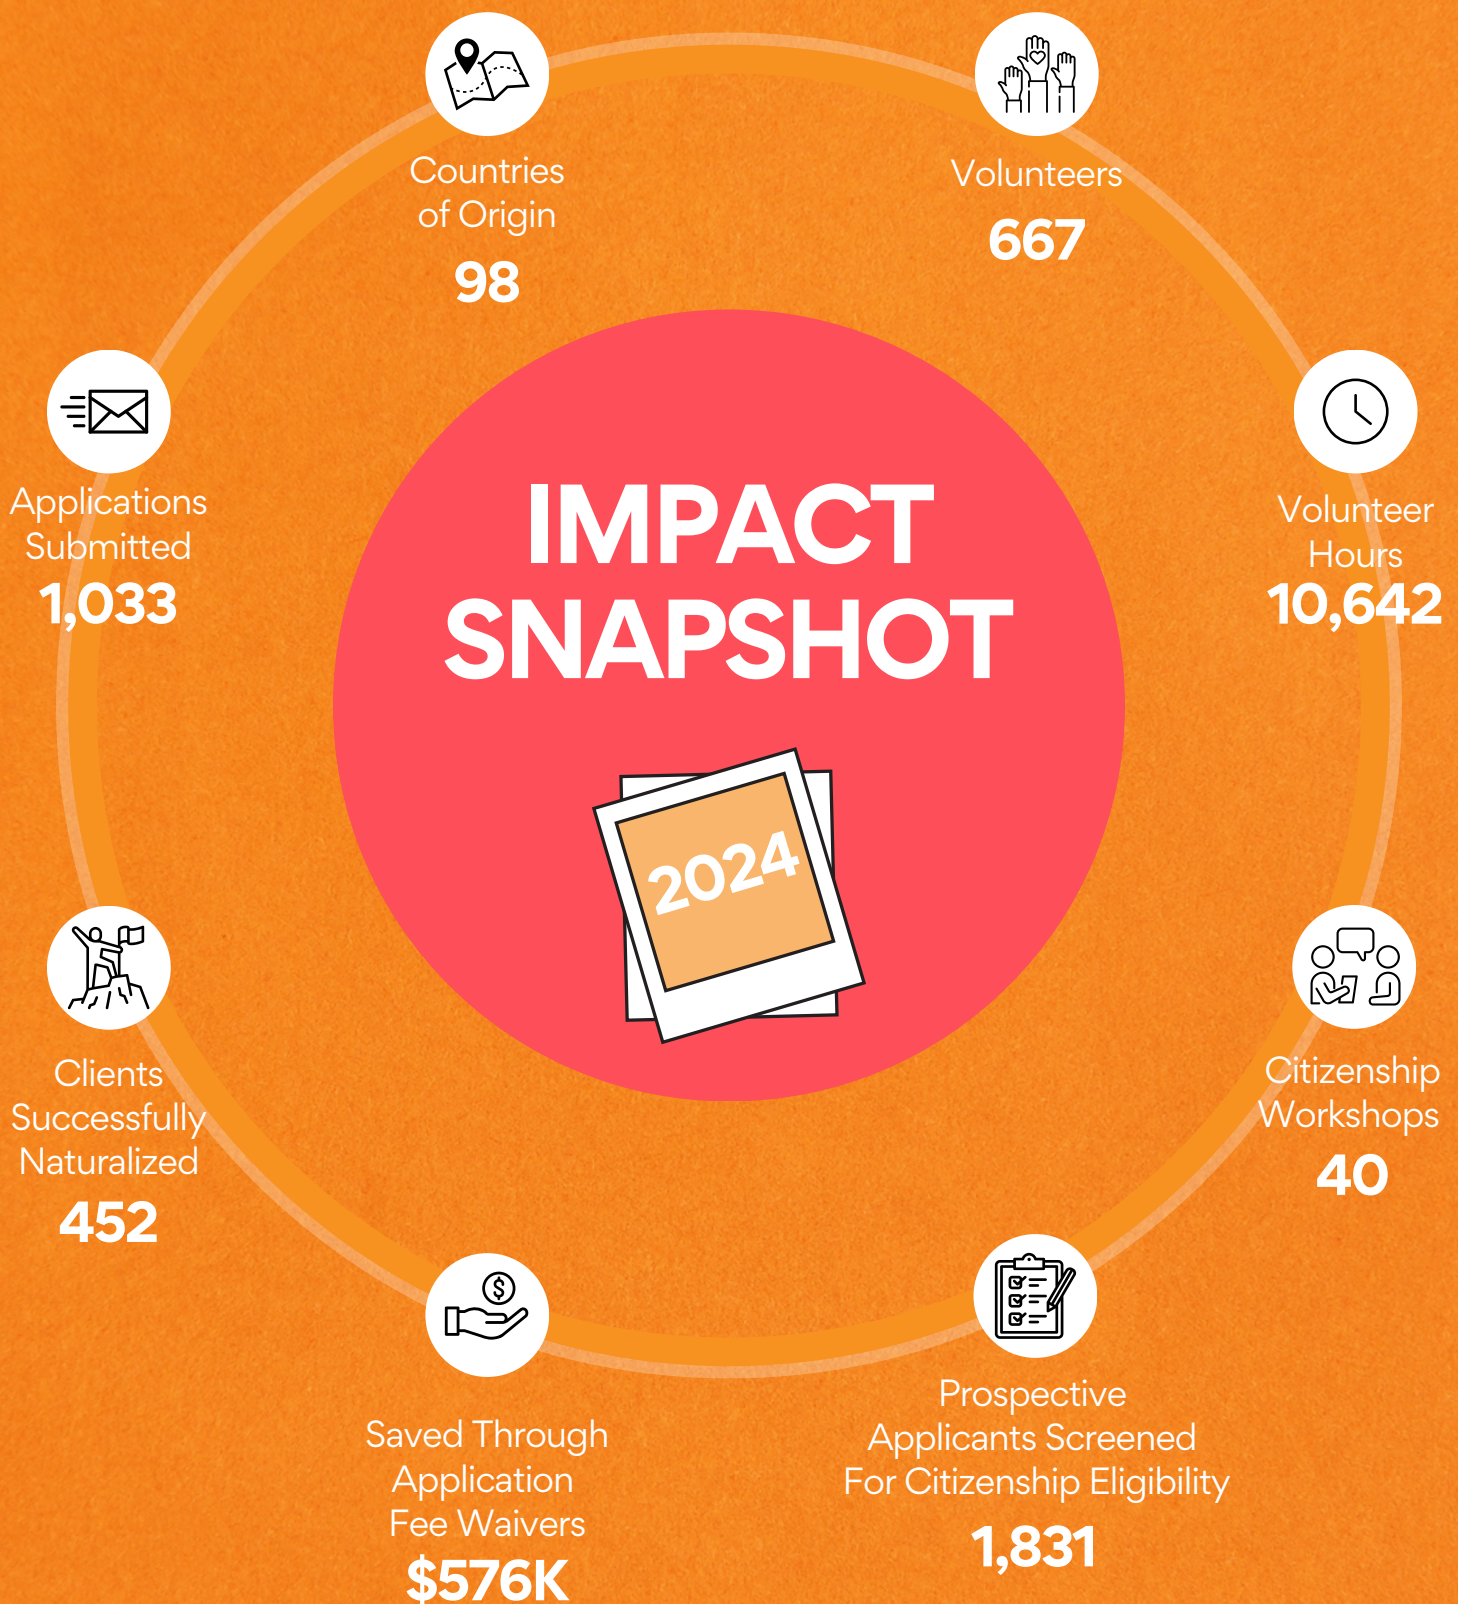 Countries
of Origin
98
Volunteers
667
Volunteer
Hours
10,642
Citizenship
Workshops
40
Prospective
Applicants Screened
For Citizenship Eligibility
1,831
Saved Through
Application
Fee Waivers
$576K
Clients
Successfully
Naturalized
452
Applications
Submitted
1,033
IMPACT
SNAPSHOT
2024
$